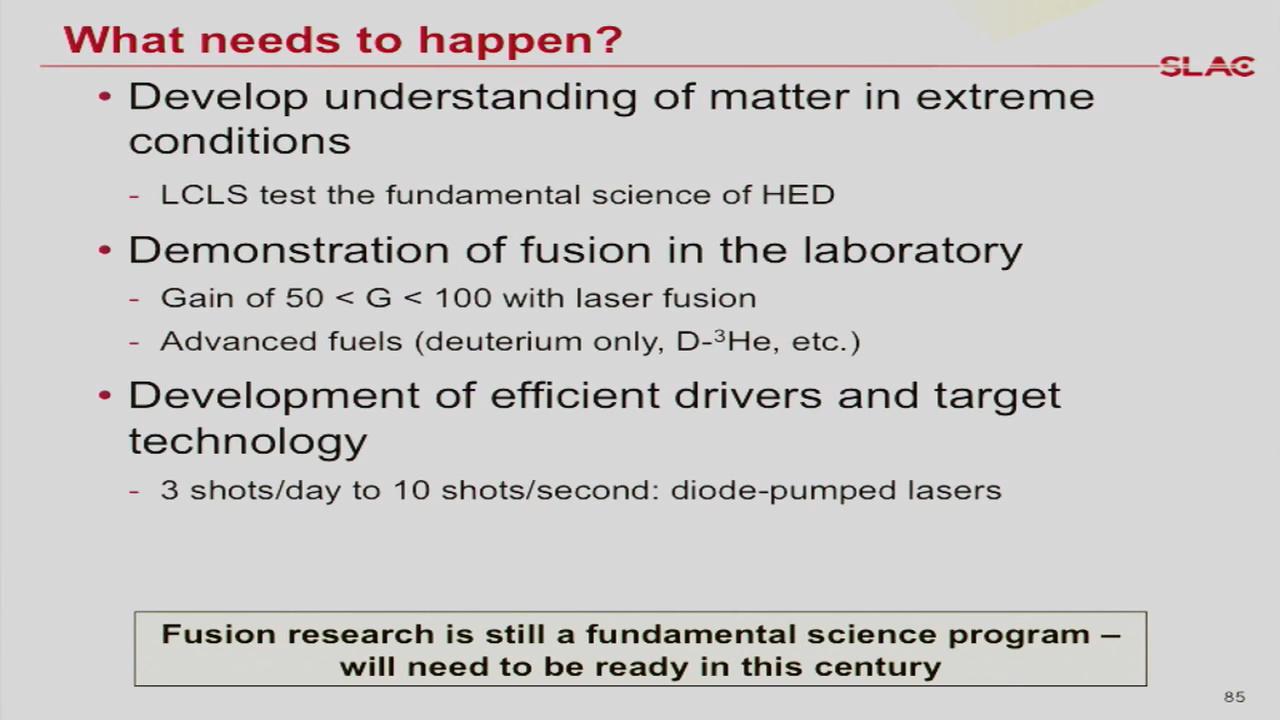 What needs to happen?
SLAC
• Develop understanding of matter in extreme
conditions
- LCLS test the fundamental science of HED
• Demonstration of fusion in the laboratory
- Gain of 50 < G < 100 with laser fusion
- Advanced fuels (deuterium only, D-³He, etc.)
• Development of efficient drivers and target
technology
- 3 shots/day to 10 shots/second: diode-pumped lasers
Fusion research is still a fundamental science program –
will need to be ready in this century
85